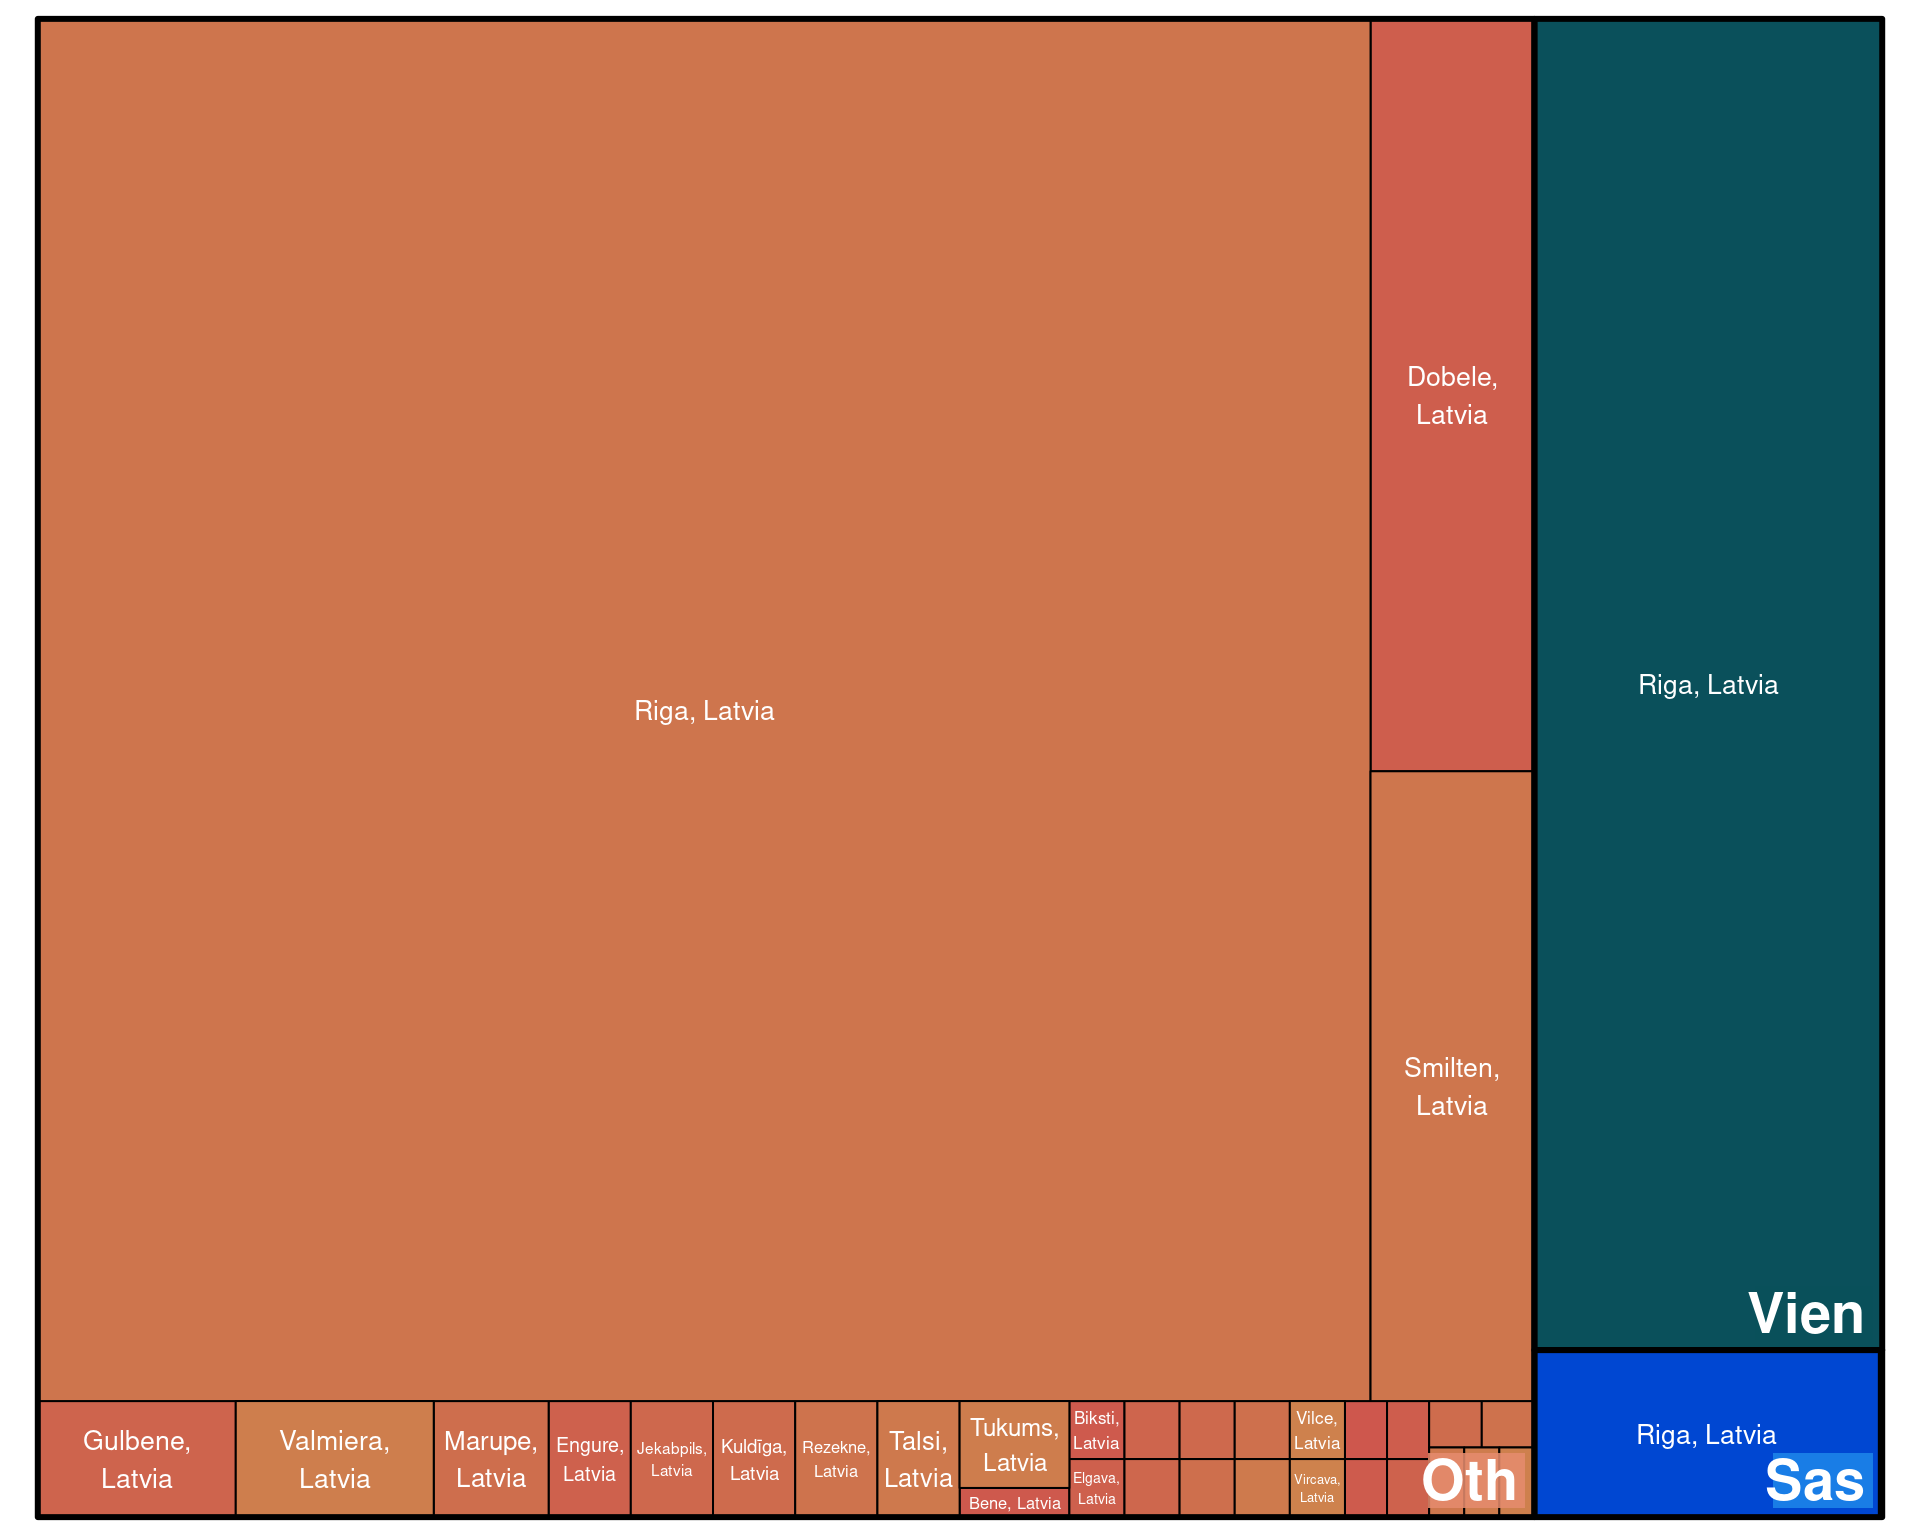 Riga, Latvia
Dobele,
Latvia
Smilten,
Latvia
Gulbene,
Latvia
Valmiera,
Latvia
Marupe,
Latvia
Engure,
Latvia
Jekabpils,
Latvia
Kuldīga,
Latvia
Rezekne,
Latvia
Talsi,
Latvia
Tukums,
Latvia
Bene, Latvia
Biksti,
Latvia
Elgava,
Latvia
Vilce,
Latvia
Vircava,
Latvia
Oth
Riga, Latvia
Vien
Riga, Latvia
Sas